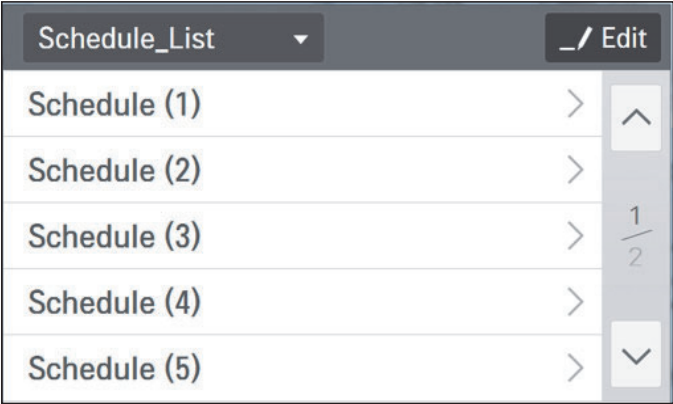 Schedule_List
Edit
Schedule (1)
Schedule (2)
Schedule (3)
Schedule (4)
Schedule (5)
1
2